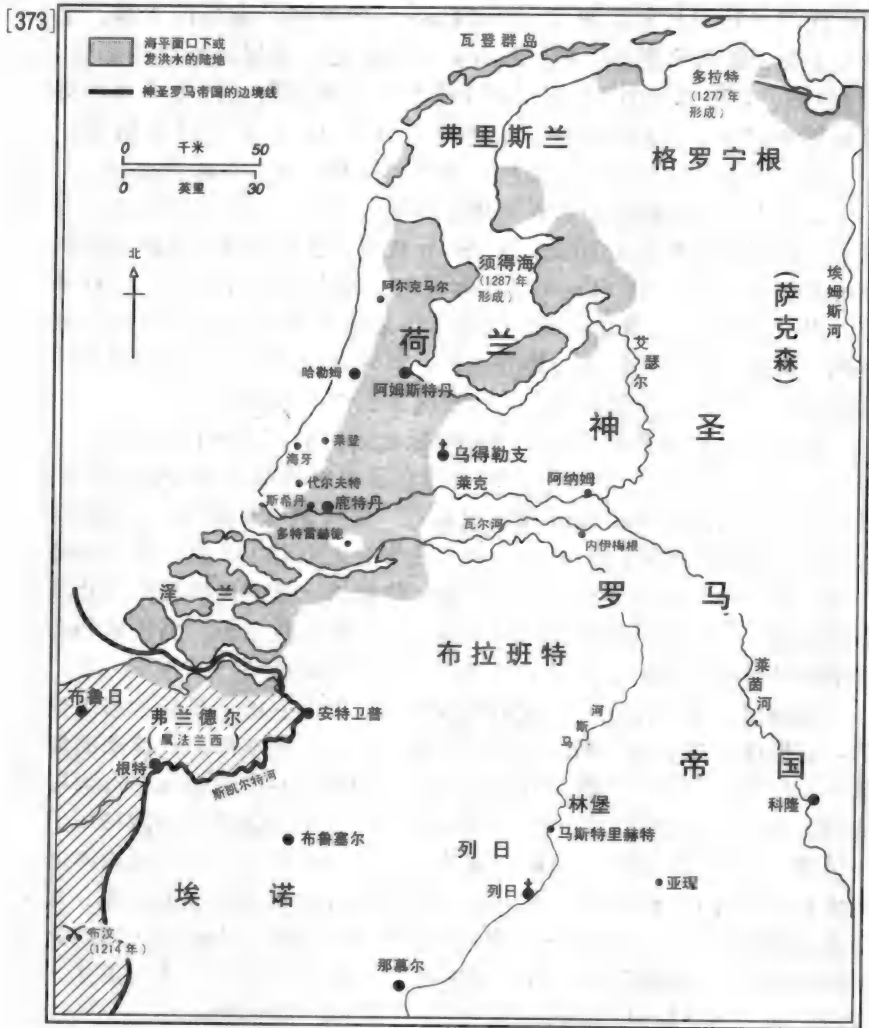 [373]
海平面口下或
发洪水的陆地
神圣罗马帝国的边境线
0 千米 50
0 英里 30
北
瓦登群岛
多拉特
(1277年
形成)
弗里斯兰
格罗宁根
须得海
(1287年
形成)
(萨克森)
埃姆斯河
阿尔克马尔
荷兰
艾瑟尔
哈勒姆
阿姆斯特丹
神圣
莱登
海牙
乌得勒支
代尔夫特
莱克
阿纳姆
斯希丹
鹿特丹
瓦尔河
多特雷赫德
内伊梅根
泽兰
罗马
布拉班特
莱茵河
布鲁日
弗兰德尔
(属法兰西)
安特卫普
马斯河
根特
斯凯尔特河
帝国
林堡
科隆
布鲁塞尔
马斯特里赫特
列日
埃诺
列日
亚琛
布汶
(1214年)
那慕尔